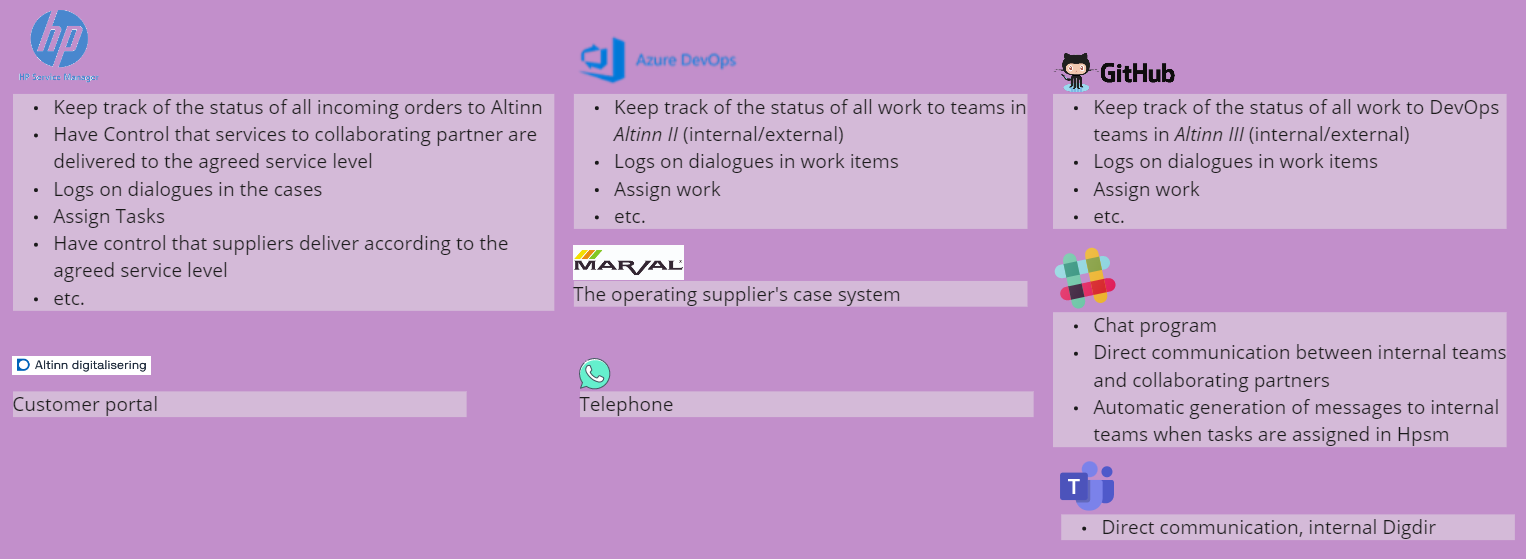 hp
HP Service Manager
• Keep track of the status of all incoming orders to Altinn
• Have Control that services to collaborating partner are
delivered to the agreed service level
• Logs on dialogues in the cases
• Assign Tasks
• Have control that suppliers deliver according to the
agreed service level
• etc.
Altinn digitalisering
Customer portal
Azure DevOps
• Keep track of the status of all work to teams in
Altinn II (internal/external)
• Logs on dialogues in work items
• Assign work
• etc.
MARVAL
The operating supplier's case system
Telephone
GitHub
• Keep track of the status of all work to DevOps
teams in Altinn III (internal/external)
• Logs on dialogues in work items
• Assign work
• etc.
• Chat program
• Direct communication between internal teams
and collaborating partners
• Automatic generation of messages to internal
teams when tasks are assigned in Hpsm
T
• Direct communication, internal Digdir